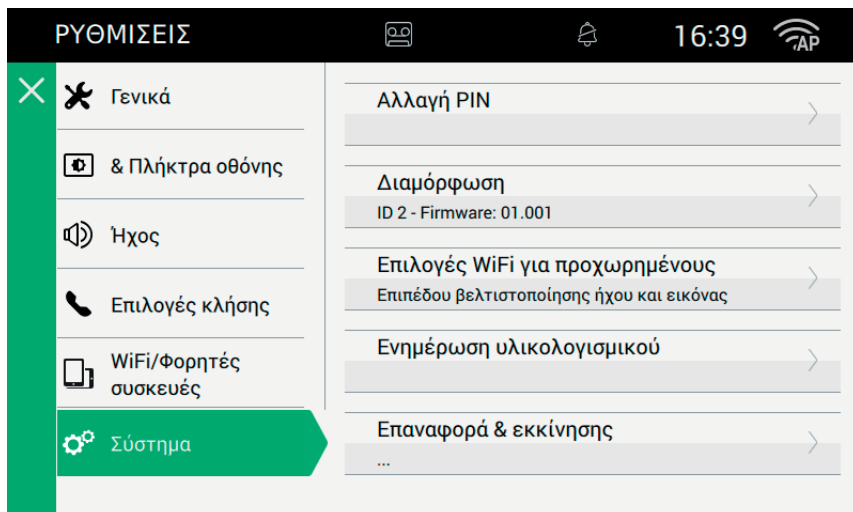 ΡΥΘΜΙΣΕΙΣ
16:39
AP
Γενικά
& Πλήκτρα οθόνης
Ήχος
Επιλογές κλήσης
WiFi/Φορητές
συσκευές
Σύστημα
Αλλαγή PIN
Διαμόρφωση
ID 2 - Firmware: 01.001
Επιλογές WiFi για προχωρημένους
Επιπέδου βελτιστοποίησης ήχου και εικόνας
Ενημέρωση υλικολογισμικού
Επαναφορά & εκκίνησης
...